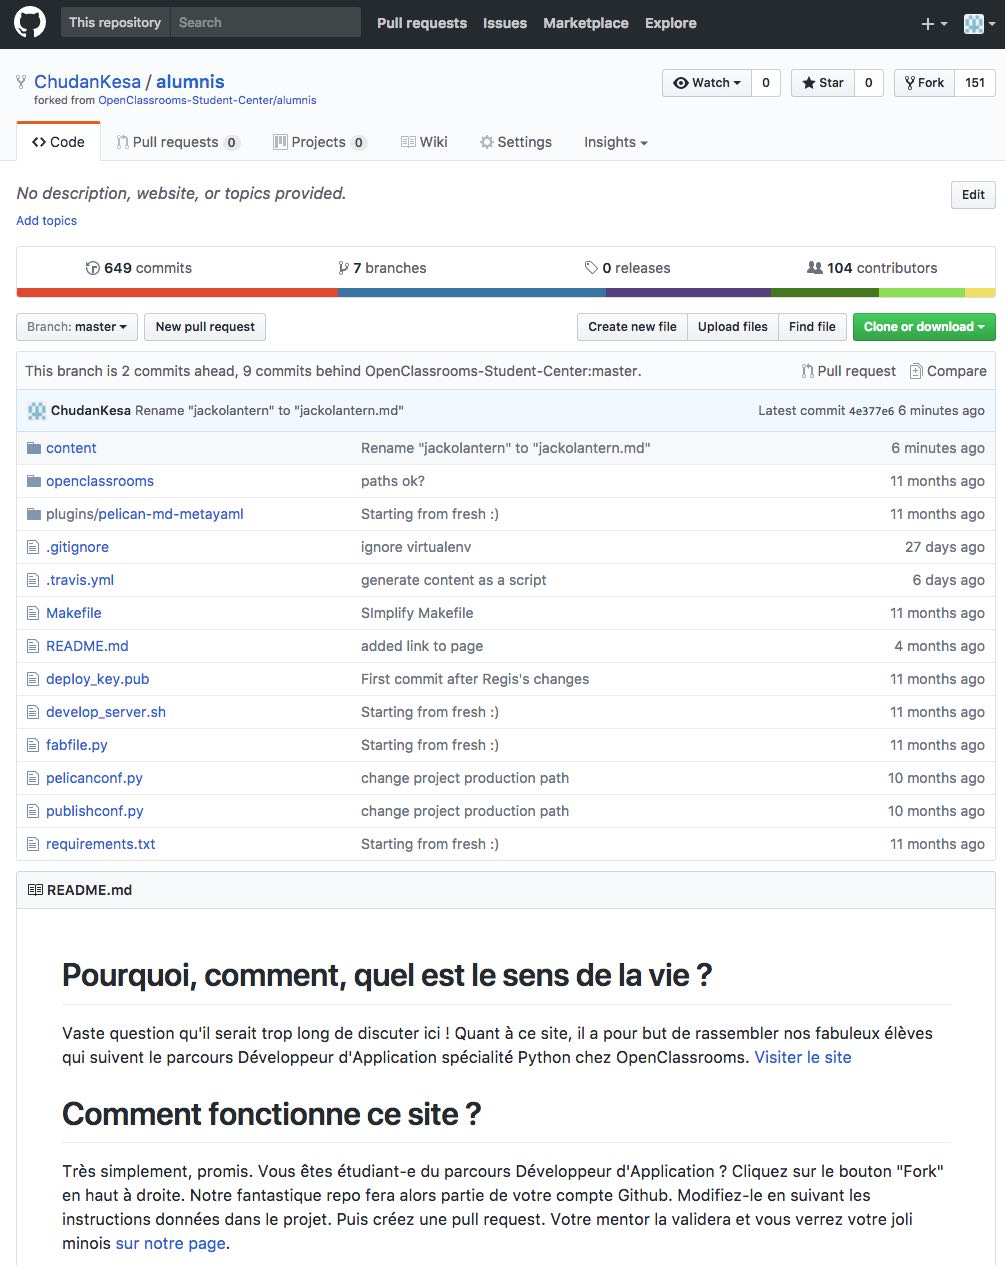 This repository Search Pull requests Issues Marketplace Explore
ChudanKesa / alumnis Watch 0 Star 0 Fork 151
forked from OpenClassrooms-Student-Center/alumnis
Code Pull requests 0 Projects 0 Wiki Settings Insights
No description, website, or topics provided. Edit
Add topics
649 commits 7 branches 0 releases 104 contributors
Branch: master New pull request Create new file Upload files Find file Clone or download
This branch is 2 commits ahead, 9 commits behind OpenClassrooms-Student-Center:master. Pull request Compare
ChudanKesa Rename "jackolantern" to "jackolantern.md" Latest commit 4e377e6 6 minutes ago
content Rename "jackolantern" to "jackolantern.md" 6 minutes ago
openclassrooms paths ok? 11 months ago
plugins/pelican-md-metayaml Starting from fresh :) 11 months ago
.gitignore ignore virtualenv 27 days ago
.travis.yml generate content as a script 6 days ago
Makefile SImplify Makefile 11 months ago
README.md added link to page 4 months ago
deploy_key.pub First commit after Regis's changes 11 months ago
develop_server.sh Starting from fresh :) 11 months ago
fabfile.py Starting from fresh :) 11 months ago
pelicanconf.py change project production path 10 months ago
publishconf.py change project production path 10 months ago
requirements.txt Starting from fresh :) 11 months ago
README.md
Pourquoi, comment, quel est le sens de la vie ?
Vaste question qu'il serait trop long de discuter ici ! Quant à ce site, il a pour but de rassembler nos fabuleux élèves
qui suivent le parcours Développeur d'Application spécialité Python chez OpenClassrooms. Visiter le site
Comment fonctionne ce site ?
Très simplement, promis. Vous êtes étudiant-e du parcours Développeur d'Application ? Cliquez sur le bouton "Fork"
en haut à droite. Notre fantastique repo fera alors partie de votre compte Github. Modifiez-le en suivant les
instructions données dans le projet. Puis créez une pull request. Votre mentor la validera et vous verrez votre joli
minois sur notre page.